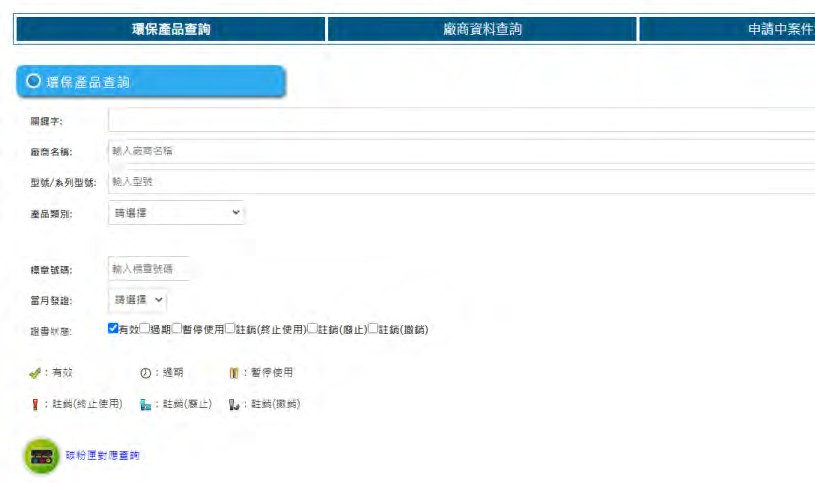 環保產品查詢 廠商資料查詢 申請中案件
環保產品查詢
關鍵字:
廠商名稱: 輸入廠商名稱
型號/系列型號: 輸入型號
產品類別: 請選擇
標章號碼: 輸入標章號碼
當月發證: 請選擇
證書狀態: 有效 過期 暫停使用 註銷(終止使用) 註銷(廢止) 註銷(撤銷)
:有效 :過期 :暫停使用
:註銷(終止使用) :註銷(廢止) :註銷(撤銷)
碳粉匣對應查詢